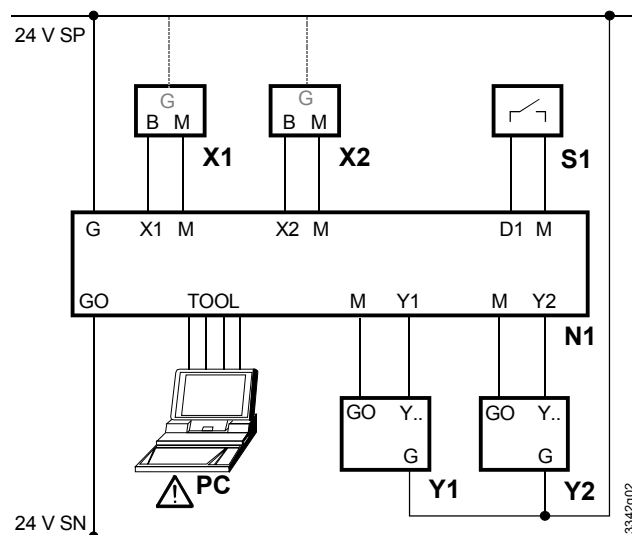 24 V SP
G G
B M B M
X1 X2 S1
G X1 M X2 M D1 M
GO TOOL M Y1 M Y2
N1
GO Y.. GO Y..
G G
PC Y1 Y2
24 V SN
3342a02